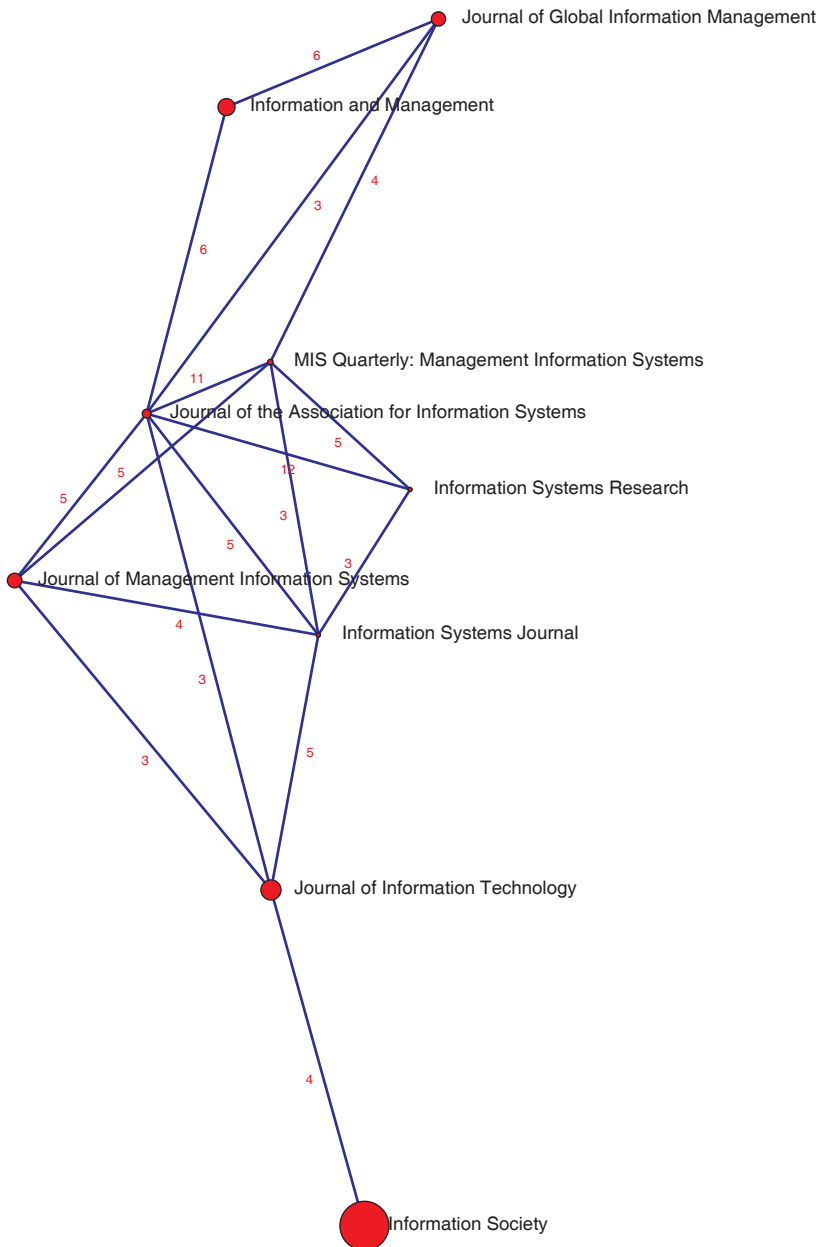 Journal of Global Information Management
6
Information and Management
4
3
6
MIS Quarterly: Management Information Systems
11
Journal of the Association for Information Systems
5
12
5
Information Systems Research
5
3
5
3
Journal of Management Information Systems
4
Information Systems Journal
3
5
3
Journal of Information Technology
4
Information Society